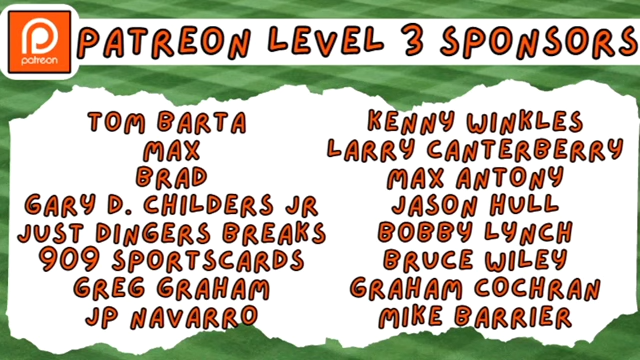 patreon
PATREON LEVEL 3 SPONSORS
TOM BARTA
MAX
BRAD
GARY D. CHILDERS JR
JUST DINGERS BREAKS
909 SPORTSCARDS
GREG GRAHAM
JP NAVARRO
KENNY WINKLES
LARRY CANTERBERRY
MAX ANTONY
JASON HULL
BOBBY LYNCH
BRUCE WILEY
GRAHAM COCHRAN
MIKE BARRIER